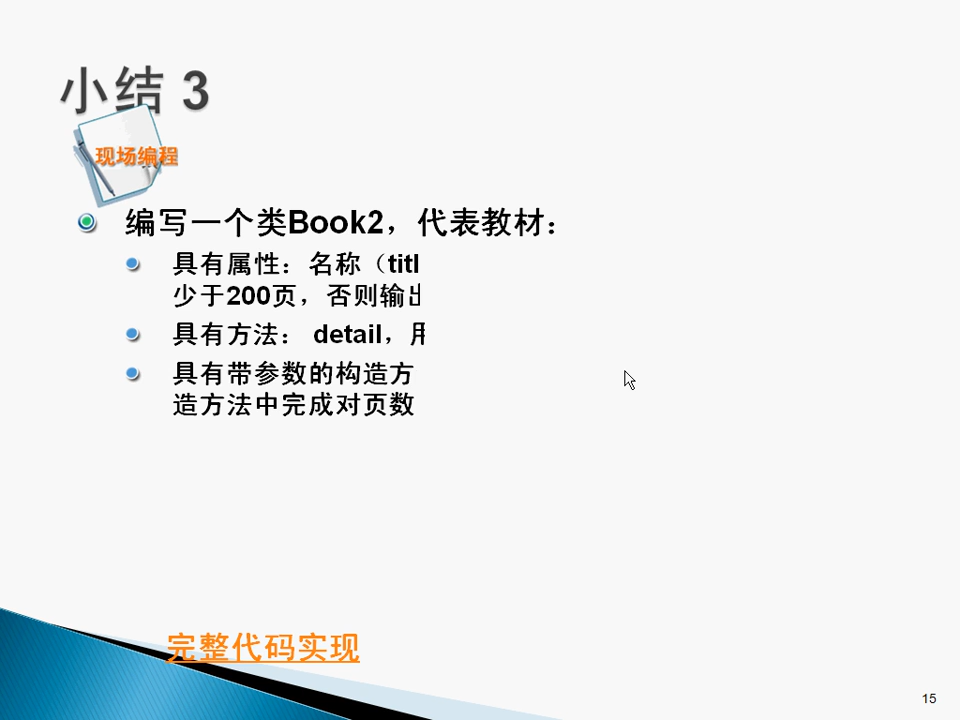 小结 3
现场编程
编写一个类Book2，代表教材：
具有属性：名称（titl
少于200页，否则输出
具有方法： detail，用
具有带参数的构造方
造方法中完成对页数
完整代码实现
15